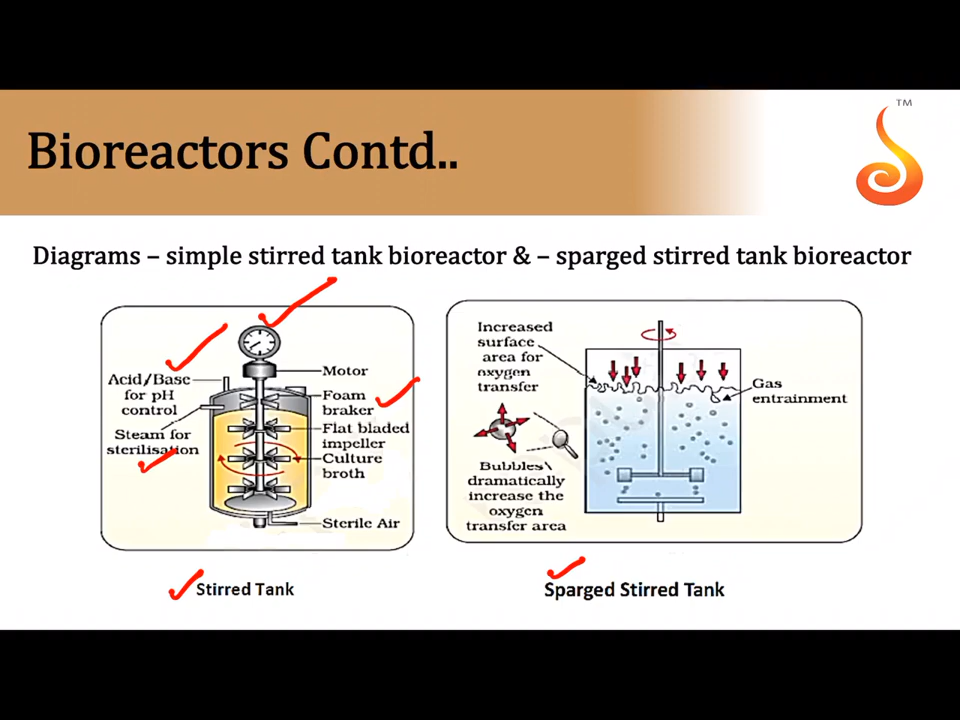 TM
Bioreactors Contd..
Diagrams – simple stirred tank bioreactor & – sparged stirred tank bioreactor
Acid/Base
for pH
control
Steam for
sterilisation
Motor
Foam
braker
Flat bladed
impeller
Culture
broth
Sterile Air
Stirred Tank
Increased
surface
area for
oxygen
transfer
Gas
entrainment
Bubbles\
dramatically
increase the
oxygen
transfer area
Sparged Stirred Tank